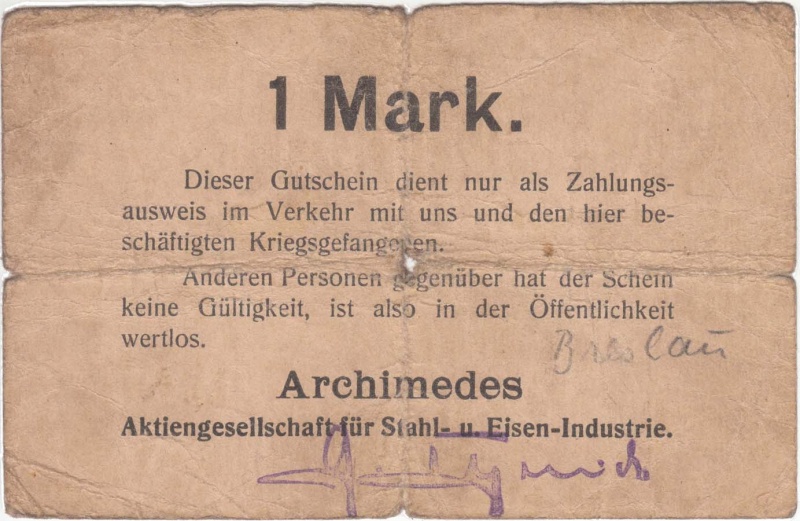 1 Mark.
Dieser Gutschein dient nur als Zahlungs-
ausweis im Verkehr mit uns und den hier be-
schäftigten Kriegsgefangenen.
Anderen Personen gegenüber hat der Schein
keine Gültigkeit, ist also in der Öffentlichkeit
wertlos.
Breslau
Archimedes
Aktiengesellschaft für Stahl- u. Eisen-Industrie.